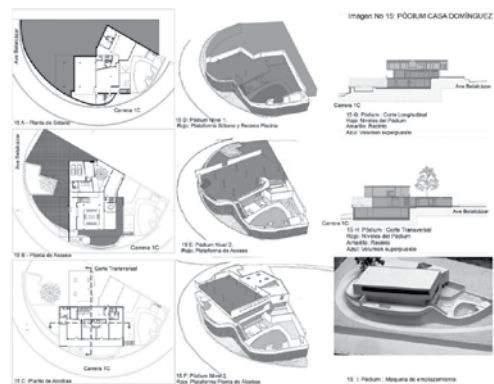 Imagen No 15: PÓDIUM CASA DOMÍNGUEZ
Ave Belalcázar
Carrera 1C
15 A - Planta de Sótano
15 D: Pódium Nivel 1.
Rojo: Plataforma Sótano y Recinto Piscina
Carrera 1C
15 G: Pódium : Corte Longitudinal
Rojo: Niveles del Pódium
Amarillo: Recinto
Azul: Volumen superpuesto
Ave Belalcázar
Carrera 1C
15 B - Planta de Acceso
15 E: Pódium Nivel 2.
Rojo: Plataforma de Acceso
Carrera 1C
Ave Belalcázar
15 H : Pódium : Corte Transversal
Rojo: Niveles del Pódium
Amarillo: Recinto
Azul: Volumen superpuesto
Corte Transversal
Carrera 1C
15 C : Planta de Alcobas
15 F: Pódium Nivel 3.
Rojo: Plataforma Planta de Alcobas
15 I: Pódium : Maqueta de emplazamiento